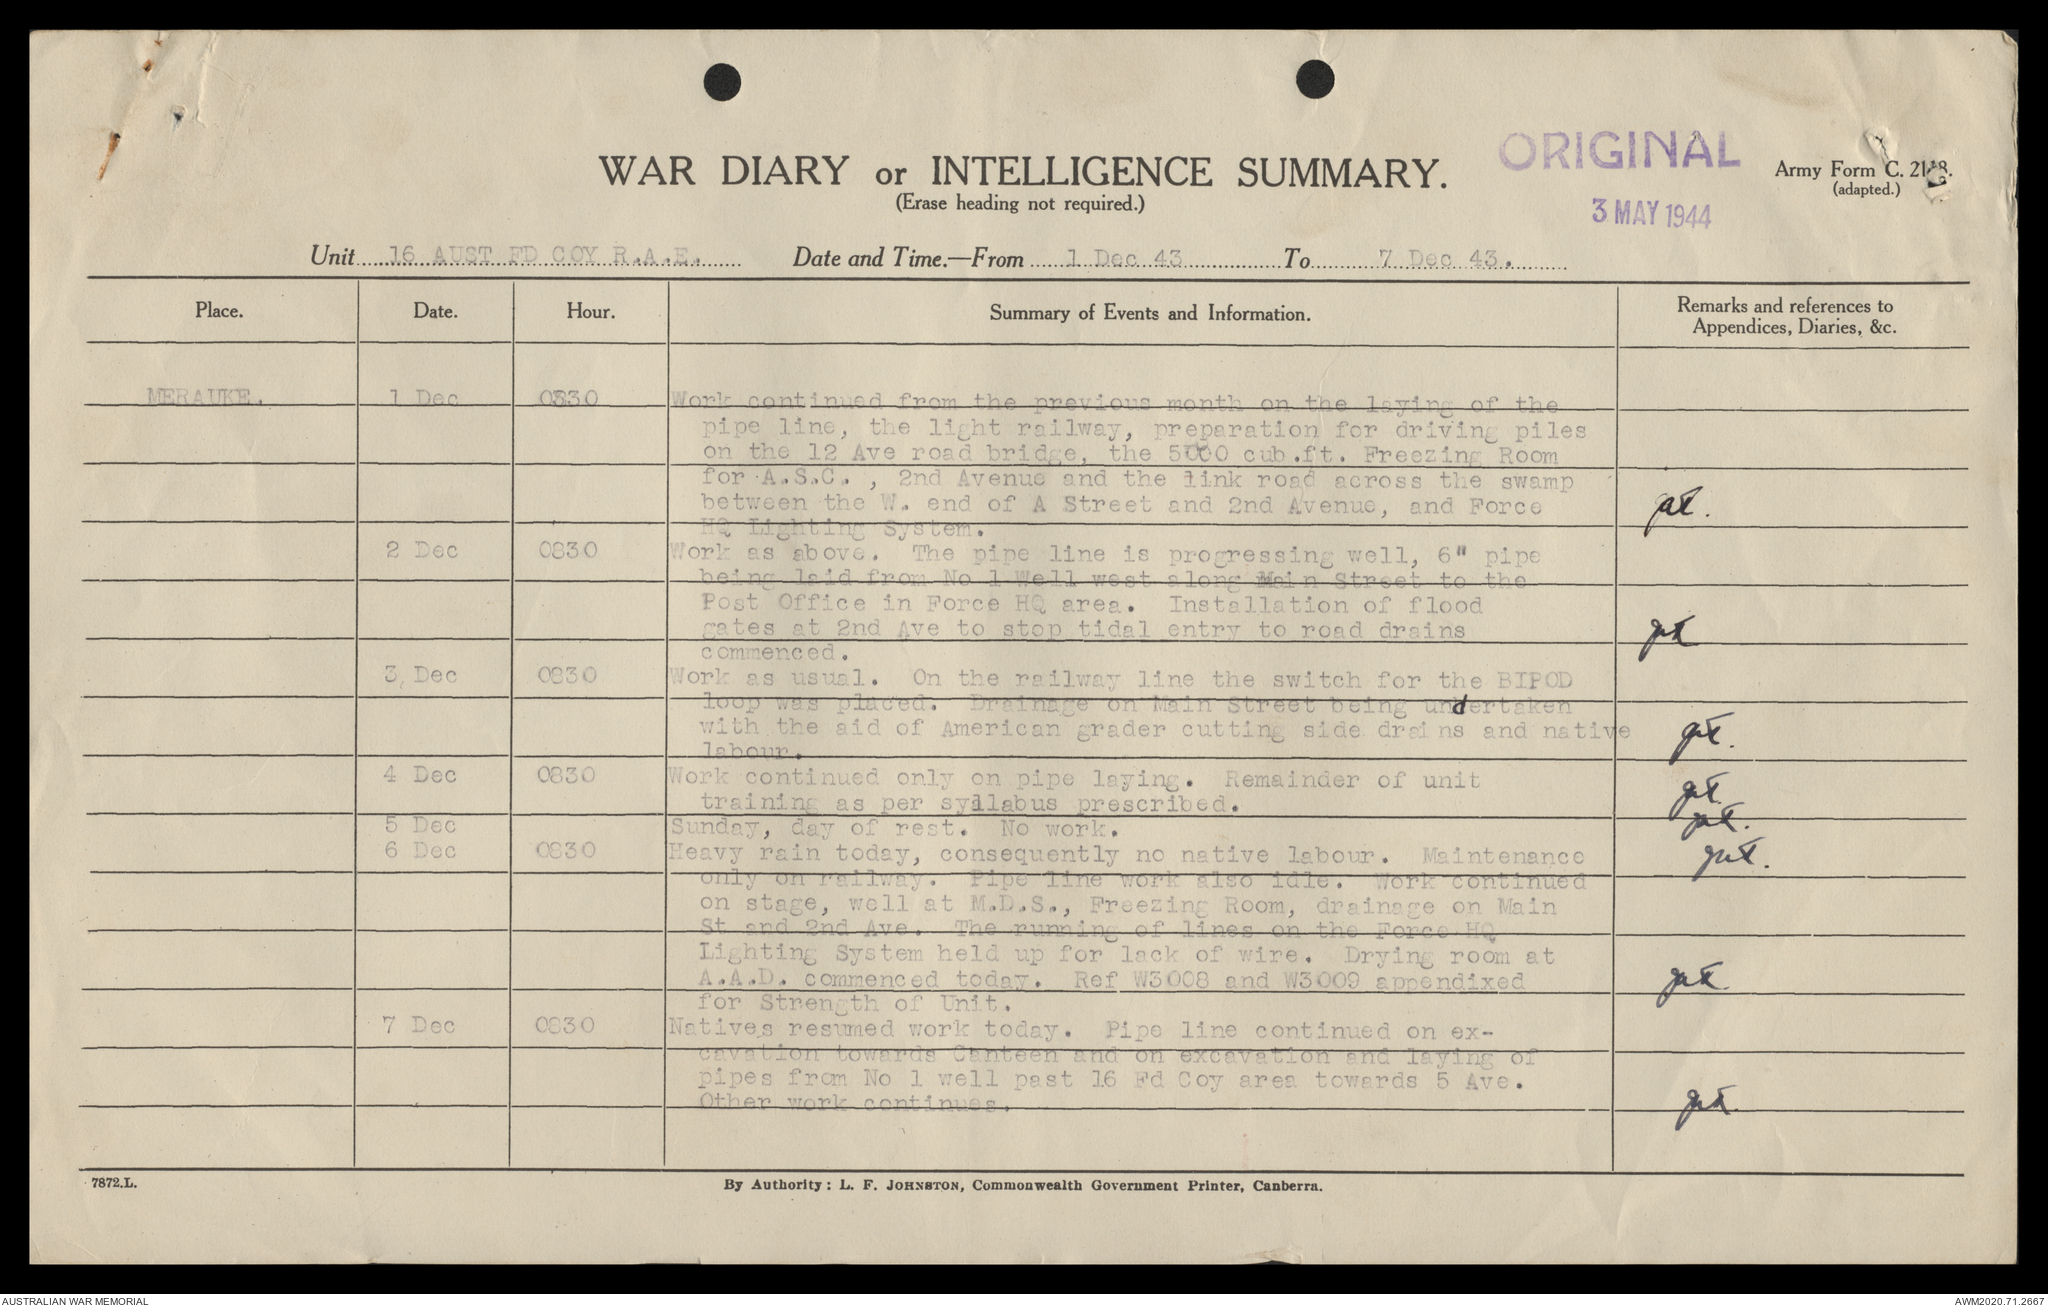 ORIGINAL
WAR DIARY or INTELLIGENCE SUMMARY.
Army Form C. 2118.
(Erase heading not required.)
(adapted.)
3 MAY 1944
Unit 16 AUST FD COY R.A.E. Date and Time.—From 1 Dec 43 To 7 Dec 43.
Place. Date. Hour. Summary of Events and Information. Remarks and references to
Appendices, Diaries, &c.
MERAUKE. 1 Dec 0830 Work continued from the previous month on the laying of the
pipe line, the light railway, preparation for driving piles
on the 12 Ave road bridge, the 5000 cub.ft. Freezing Room
for A.S.C., 2nd Avenue and the link road across the swamp
between the W. end of A Street and 2nd Avenue, and Force
HQ Lighting System.
2 Dec 0830 Work as above. The pipe line is progressing well, 6" pipe
being laid from No 1 Well west along Main Street to the
Post Office in Force HQ area. Installation of flood
gates at 2nd Ave to stop tidal entry to road drains
commenced.
3 Dec 0830 Work as usual. On the railway line the switch for the BIPOD
loop was placed. Drainage on Main Street being undertaken
with the aid of American grader cutting side drains and native
labour.
4 Dec 0830 Work continued only on pipe laying. Remainder of unit
training as per syllabus prescribed.
5 Dec Sunday, day of rest. No work.
6 Dec 0830 Heavy rain today, consequently no native labour. Maintenance
only on railway. Pipe line work also idle. Work continued
on stage, well at M.D.S., Freezing Room, drainage on Main
St and 2nd Ave. The running of lines on the Force HQ
Lighting System held up for lack of wire. Drying room at
A.A.D. commenced today. Ref W3008 and W3009 appendixed
for Strength of Unit.
7 Dec 0830 Natives resumed work today. Pipe line continued on ex-
cavation towards Canteen and on excavation and laying of
pipes from No 1 well past 16 Fd Coy area towards 5 Ave.
Other work continues.
7872.L. By Authority: L. F. JOHNSTON, Commonwealth Government Printer, Canberra.
AUSTRALIAN WAR MEMORIAL AWM2020.71.2667